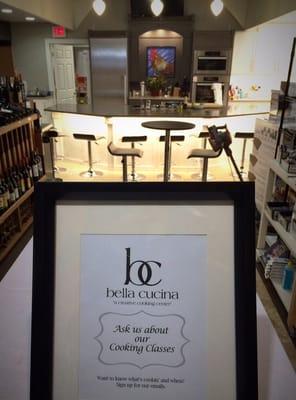 bc
bella cucina
"a creative cooking center"
Ask us about
our
Cooking Classes
Want to know what's cookin' and when?
Sign up for our emails.